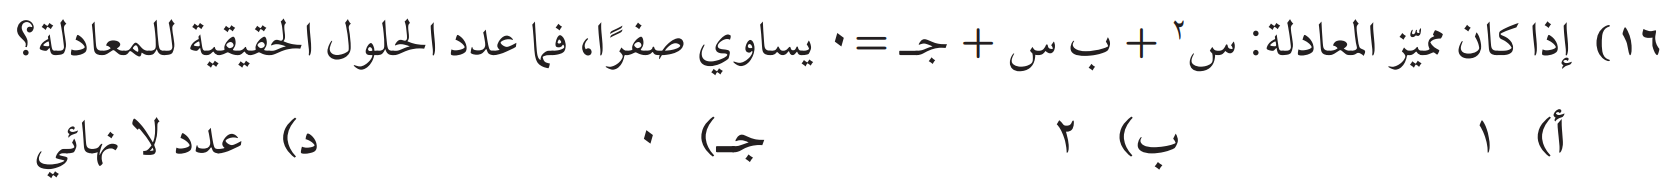 ١٦) إذا كان مميّز المعادلة: س٢ + ب س + جـ = ٠ يساوي صفرًا، فما عدد الحلول الحقيقية للمعادلة؟
أ) ١ ب) ٢ جـ) ٠ د) عدد لا نهائي